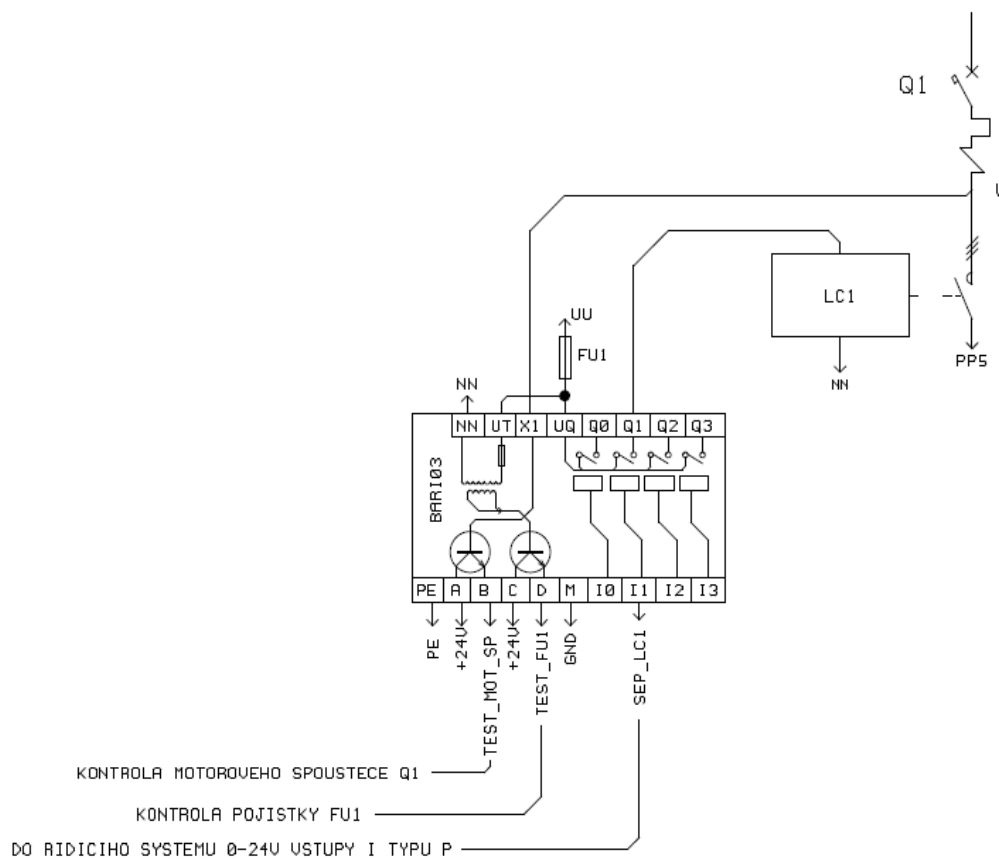 Q1
LC1
UU
FU1
PP5
NN
NN
NN UT X1 UQ Q0 Q1 Q2 Q3
BARI03
PE A B C D M I0 I1 I2 I3
PE
+24V
TEST_MOT_SP
+24V
TEST_FU1
GND
SEP_LC1
KONTROLA MOTOROVEHO SPOUSTECE Q1
KONTROLA POJISTKY FU1
DO RIDICIHO SYSTEMU 0-24V VSTUPY I TYPU P